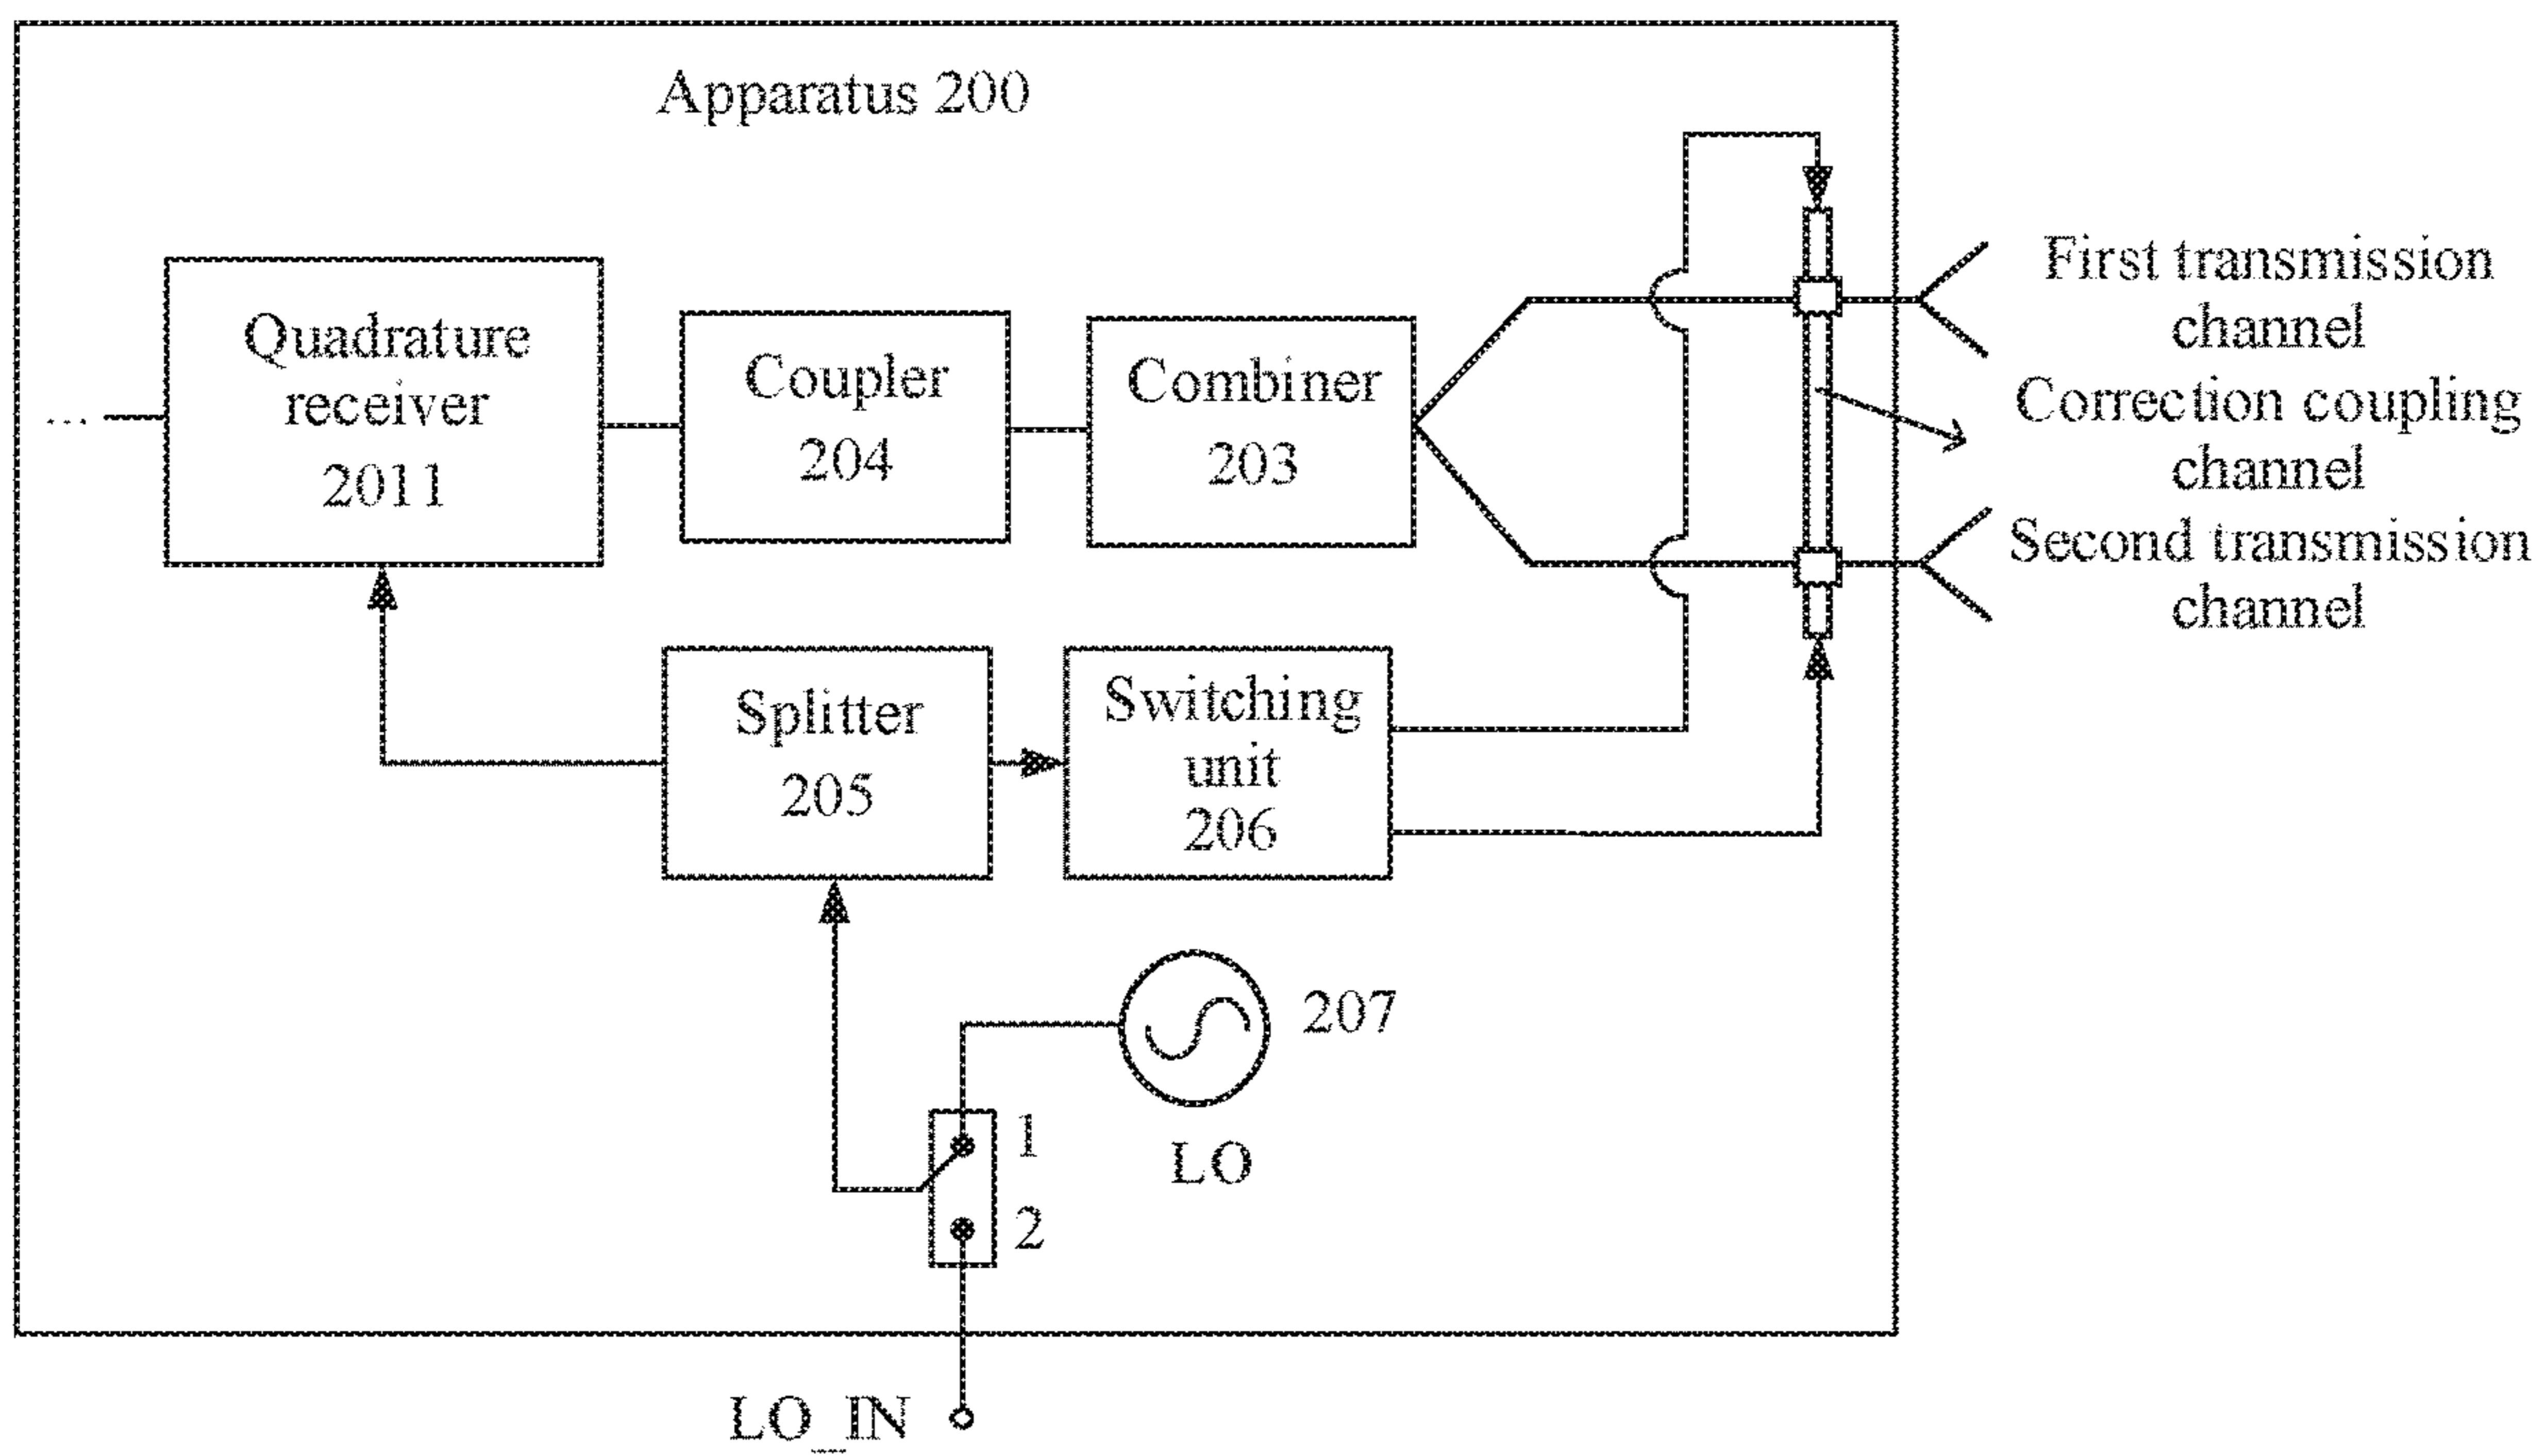 Apparatus 200
Quadrature
receiver
2011
Coupler
204
Combiner
203
First transmission
channel
Correction coupling
channel
Second transmission
channel
...
Splitter
205
Switching
unit
206
207
LO
1
2
LO_IN